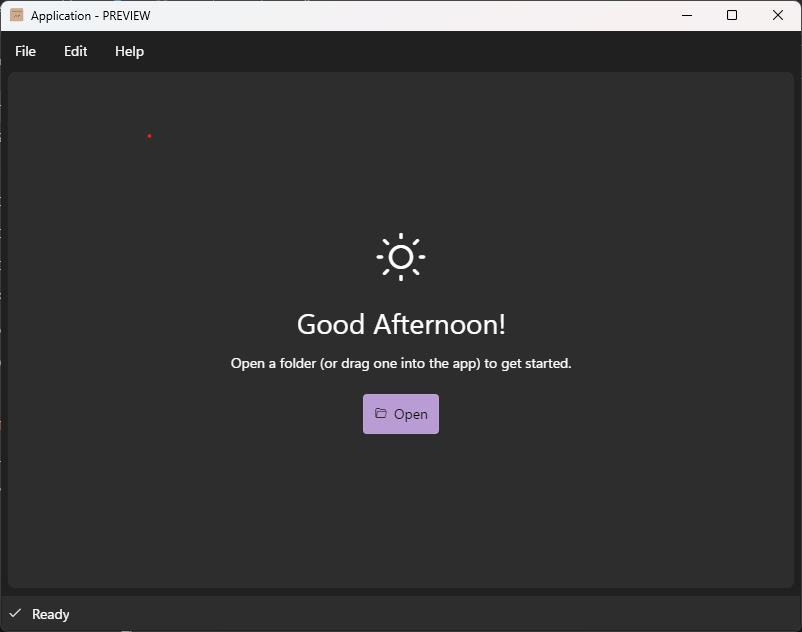 Application - PREVIEW
File Edit Help
Good Afternoon!
Open a folder (or drag one into the app) to get started.
Open
Ready